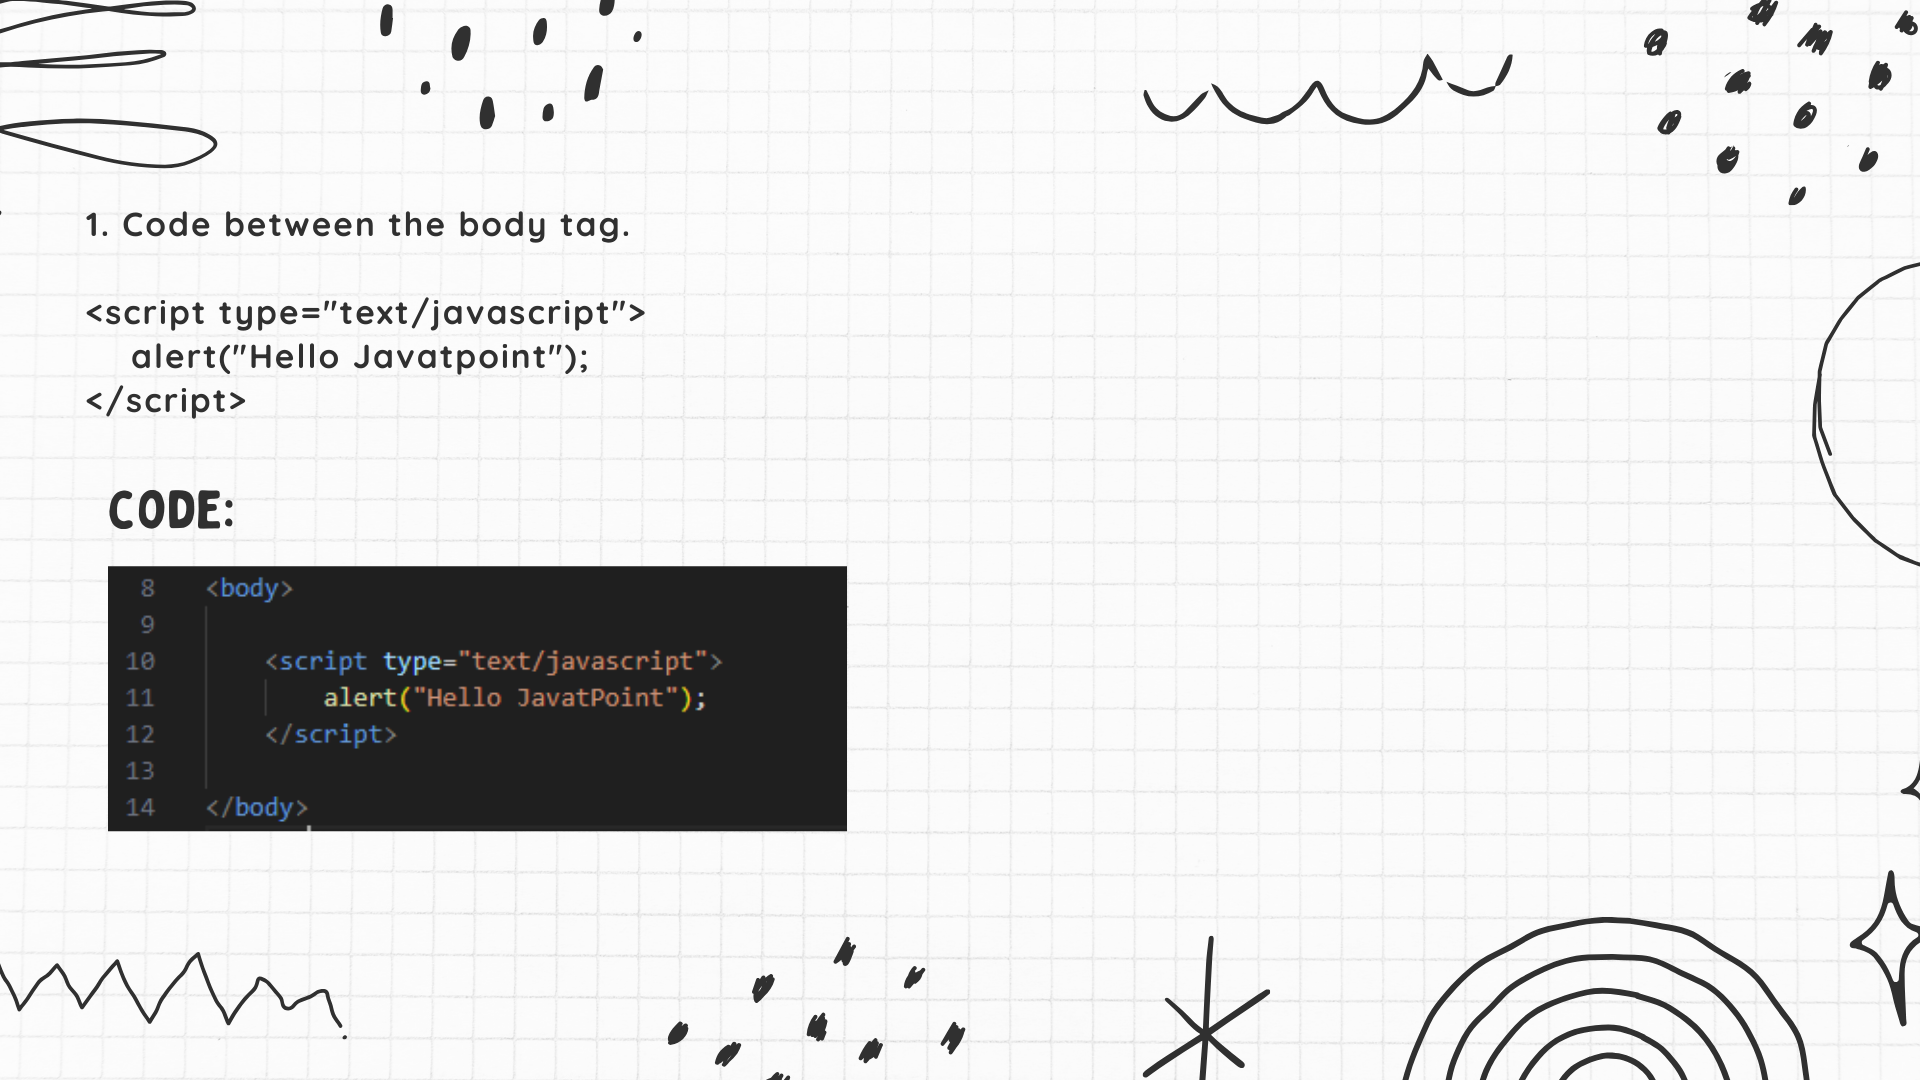 1. Code between the body tag.
<script type="text/javascript">
alert("Hello Javatpoint");
</script>
CODE:
8 <body>
9
10 <script type="text/javascript">
11 alert("Hello JavatPoint");
12 </script>
13
14 </body>